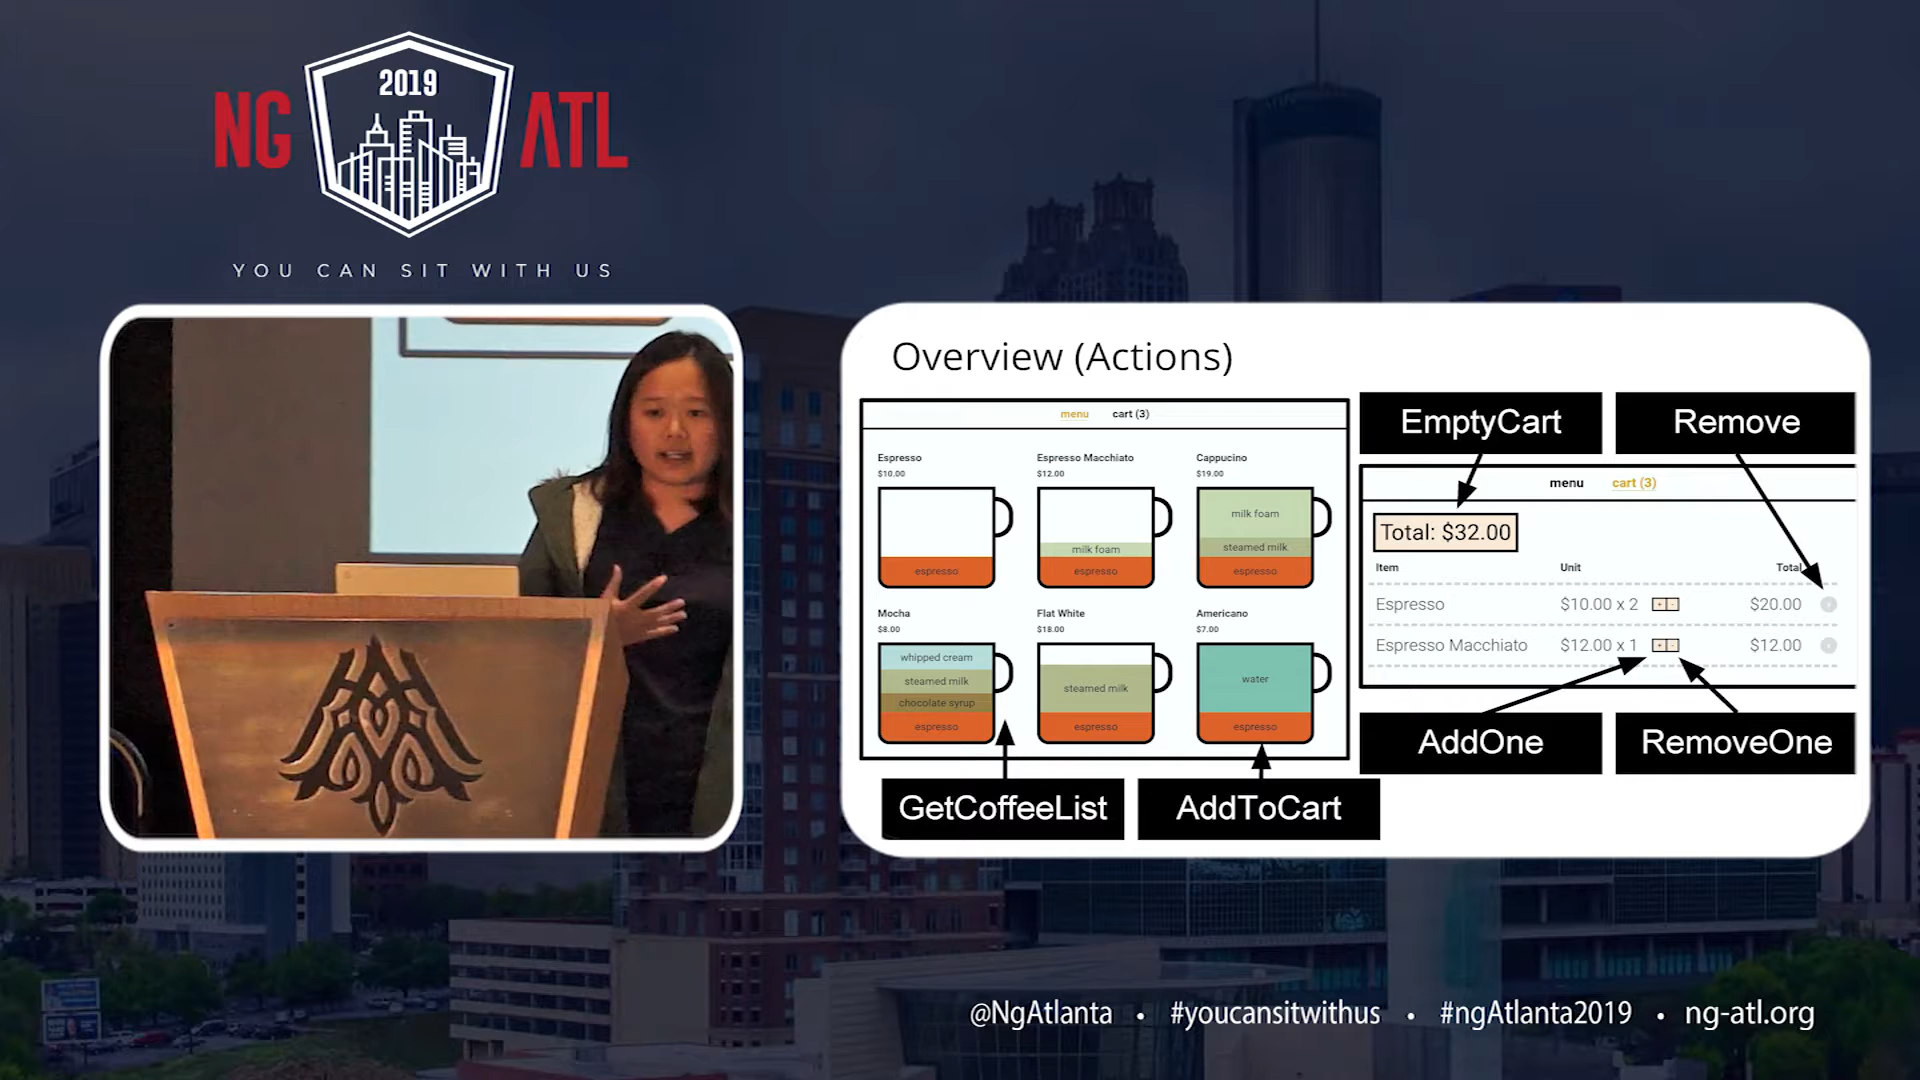 NG
2019
ATL
YOU CAN SIT WITH US
Overview (Actions)
menu cart (3)
Espresso
$10.00
espresso
Espresso Macchiato
$12.00
milk foam
espresso
Cappucino
$19.00
milk foam
steamed milk
espresso
Mocha
$8.00
whipped cream
steamed milk
chocolate syrup
espresso
Flat White
$18.00
steamed milk
espresso
Americano
$7.00
water
espresso
GetCoffeeList
AddToCart
EmptyCart
Remove
menu cart (3)
Total: $32.00
Item Unit Total
Espresso $10.00 x 2 + - $20.00
Espresso Macchiato $12.00 x 1 + - $12.00
AddOne
RemoveOne
@NgAtlanta • #youcansitwithus • #ngAtlanta2019 • ng-atl.org